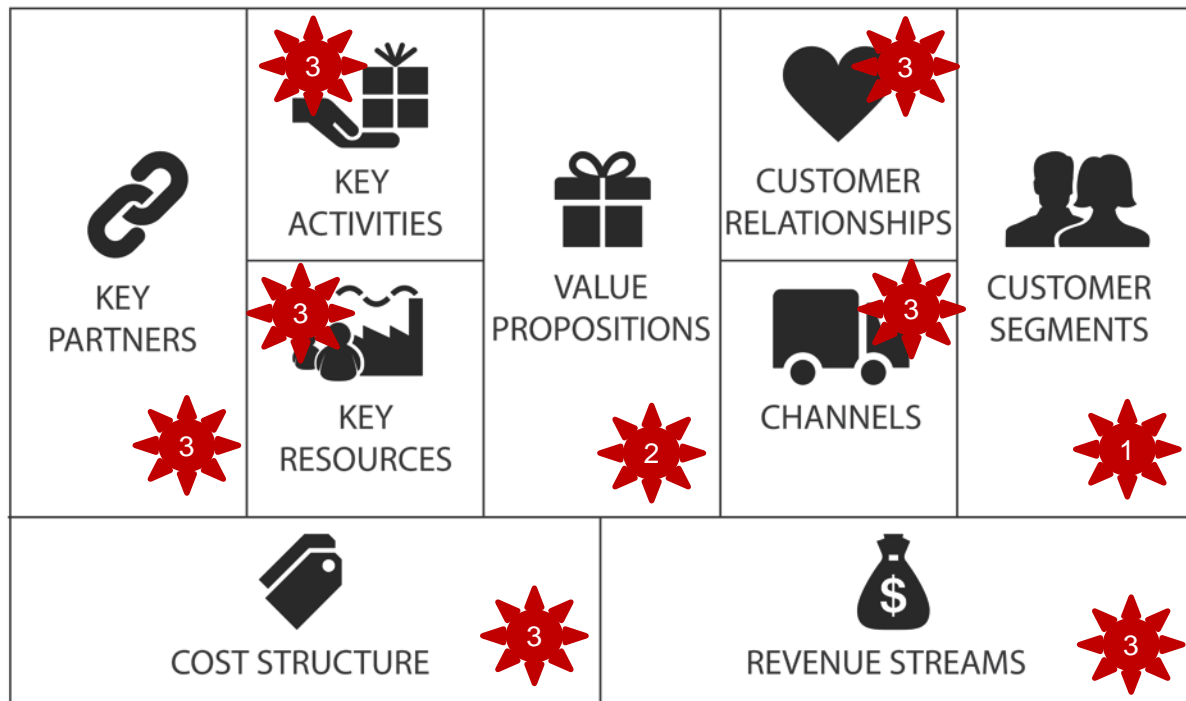 3
KEY
ACTIVITIES
3
CUSTOMER
RELATIONSHIPS
KEY
PARTNERS
3
3
KEY
RESOURCES
VALUE
PROPOSITIONS
2
3
CHANNELS
CUSTOMER
SEGMENTS
1
COST STRUCTURE
3
$
REVENUE STREAMS
3